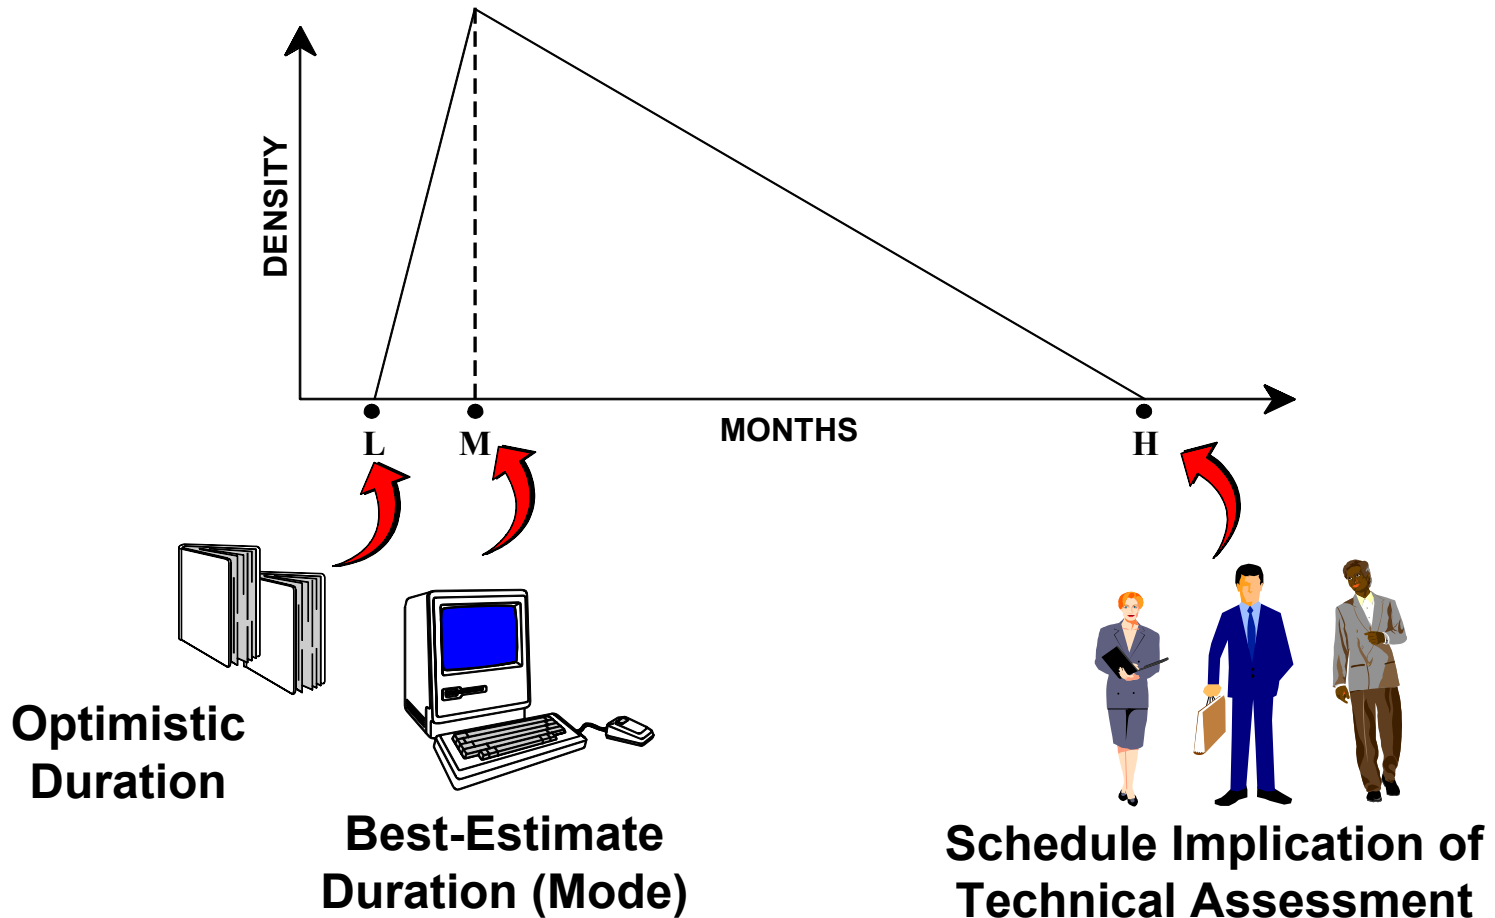 DENSITY
MONTHS
L
M
H
Optimistic
Duration
Best-Estimate
Duration (Mode)
Schedule Implication of
Technical Assessment